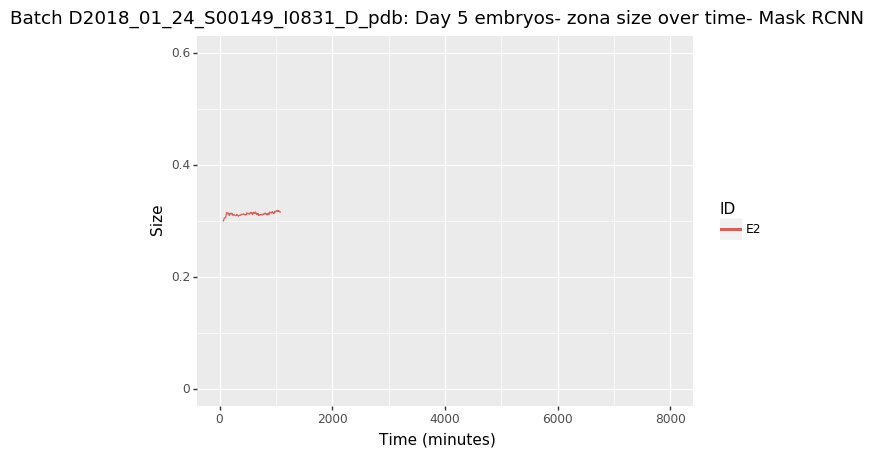 Batch D2018_01_24_S00149_I0831_D_pdb: Day 5 embryos- zona size over time- Mask RCNN
0.6
0.4
0.2
0
Size
0
2000
4000
6000
8000
Time (minutes)
ID
E2